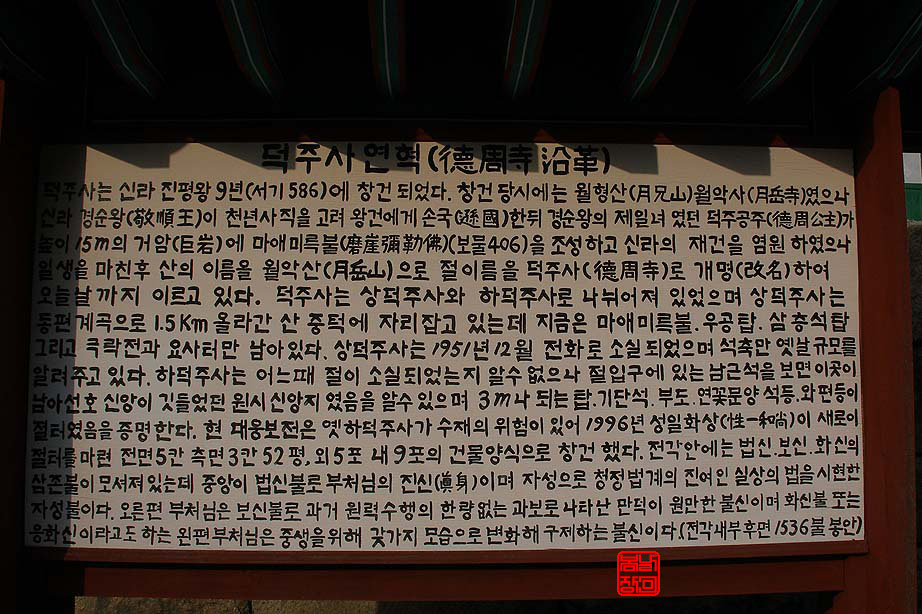 덕주사연혁(德周寺 沿革)
덕주사는 신라 진평왕 9년(서기 586)에 창건 되었다. 창건 당시에는 월형산(月兄山)월악사(月岳寺)였으나
신라 경순왕(敬順王)이 천년사직을 고려 왕건에게 손국(遜國)한뒤 경순왕의 제일녀 였던 덕주공주(德周公主)가
높이 15m의 거암(巨岩)에 마애미륵불(磨崖彌勒佛)(보물406)을 조성하고 신라의 재건을 염원 하였으나
일생을 마친후 산의 이름을 월악산(月岳山)으로 절이름을 덕주사(德周寺)로 개명(改名)하여
오늘날 까지 이르고 있다. 덕주사는 상덕주사와 하덕주사로 나뉘어져 있었으며 상덕주사는
동편 계곡으로 1.5Km 올라간 산 중턱에 자리잡고 있는데 지금은 마애미륵불.우공탑.삼층석탑
그리고 극락전과 요사터만 남아있다. 상덕주사는 1951년 12월 전화로 소실되었으며 석축만 옛날 규모를
알려주고 있다. 하덕주사는 어느때 절이 소실되었는지 알수 없으나 절입구에 있는 남근석을 보면 이곳이
남아선호 신앙이 깃들었던 원시신앙지 였음을 알수있으며 3m나 되는 탑.기단석.부도.연꽃문양 석등.와편등이
절터였음을 증명한다. 현 대웅보전은 옛하덕주사가 수재의 위험이 있어 1996년 성일화상(性一和尙)이 새로이
절터를 마련 전면5칸 측면3칸 52평, 외5포 내9포의 건물양식으로 창건 했다. 전각안에는 법신.보신.화신의
삼존불이 모셔져있는데 중앙이 법신불로 부처님의 진신(眞身)이며 자성으로 청정법계의 진여인 실상의 법을 시현한
자성불이다. 오른편 부처님은 보신불로 과거 원력수행의 한량없는 과보로 나타난 만덕이 원만한 불신이며 화신불 또는
응화신이라고도 하는 왼편부처님은 중생을위해 갖가지 모습으로 변화해 구제하는 불신이다.(전각내부후면 1536불 봉안)